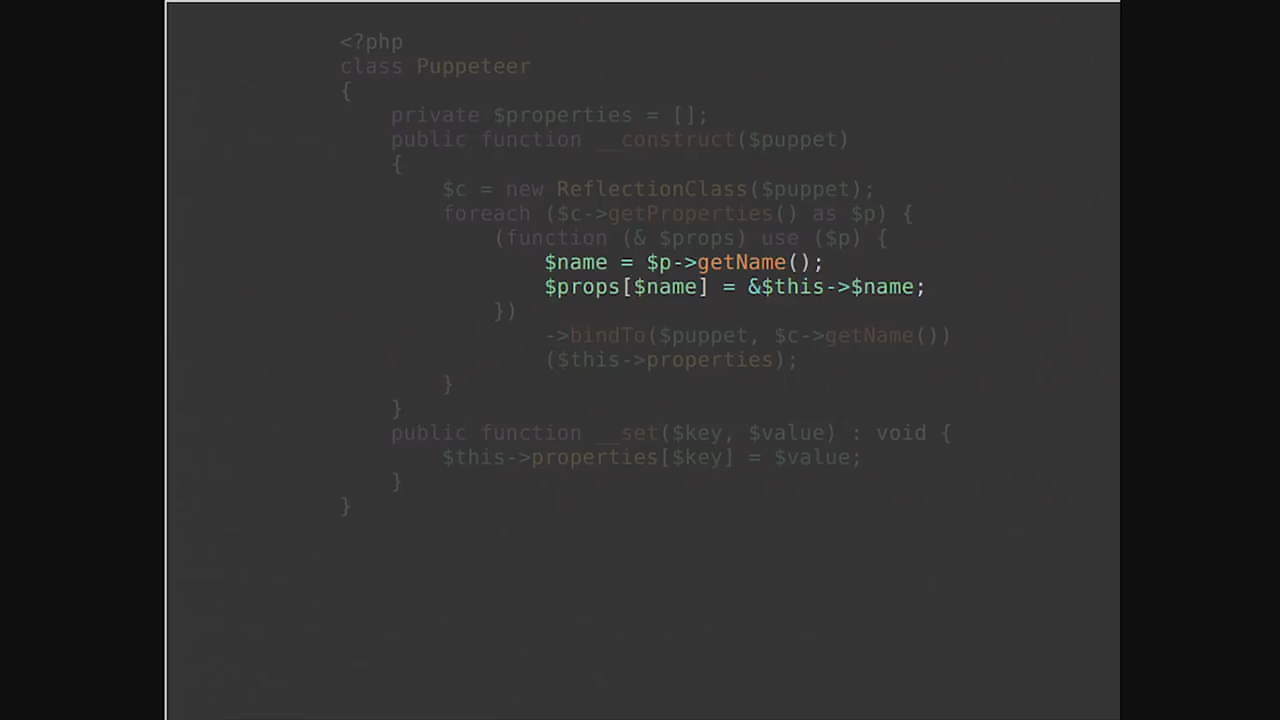 <?php
class Puppeteer
{
    private $properties = [];
    public function __construct($puppet)
    {
        $c = new ReflectionClass($puppet);
        foreach ($c->getProperties() as $p) {
            (function (& $props) use ($p) {
                $name = $p->getName();
                $props[$name] = &$this->$name;
            })
                ->bindTo($puppet, $c->getName())
                ($this->properties);
        }
    }
    public function __set($key, $value) : void {
        $this->properties[$key] = $value;
    }
}